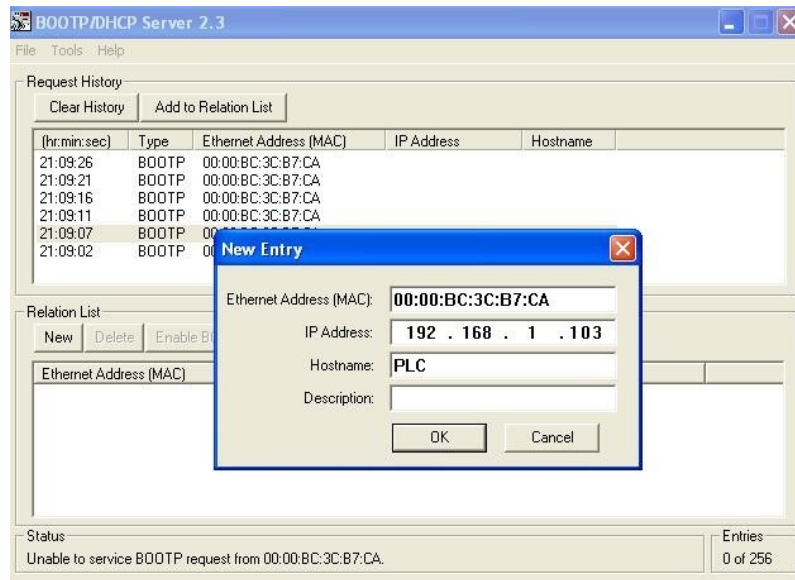 BOOTP/DHCP Server 2.3
File Tools Help
Request History
Clear History Add to Relation List
(hr:min:sec) Type Ethernet Address (MAC) IP Address Hostname
21:09:26 BOOTP 00:00:BC:3C:B7:CA
21:09:21 BOOTP 00:00:BC:3C:B7:CA
21:09:16 BOOTP 00:00:BC:3C:B7:CA
21:09:11 BOOTP 00:00:BC:3C:B7:CA
21:09:07 BOOTP
21:09:02 BOOTP
New Entry
Ethernet Address (MAC): 00:00:BC:3C:B7:CA
IP Address: 192 . 168 . 1 . 103
Hostname: PLC
Description:
OK Cancel
Relation List
New Delete Enable
Ethernet Address (MAC)
Status
Unable to service BOOTP request from 00:00:BC:3C:B7:CA.
Entries
0 of 256